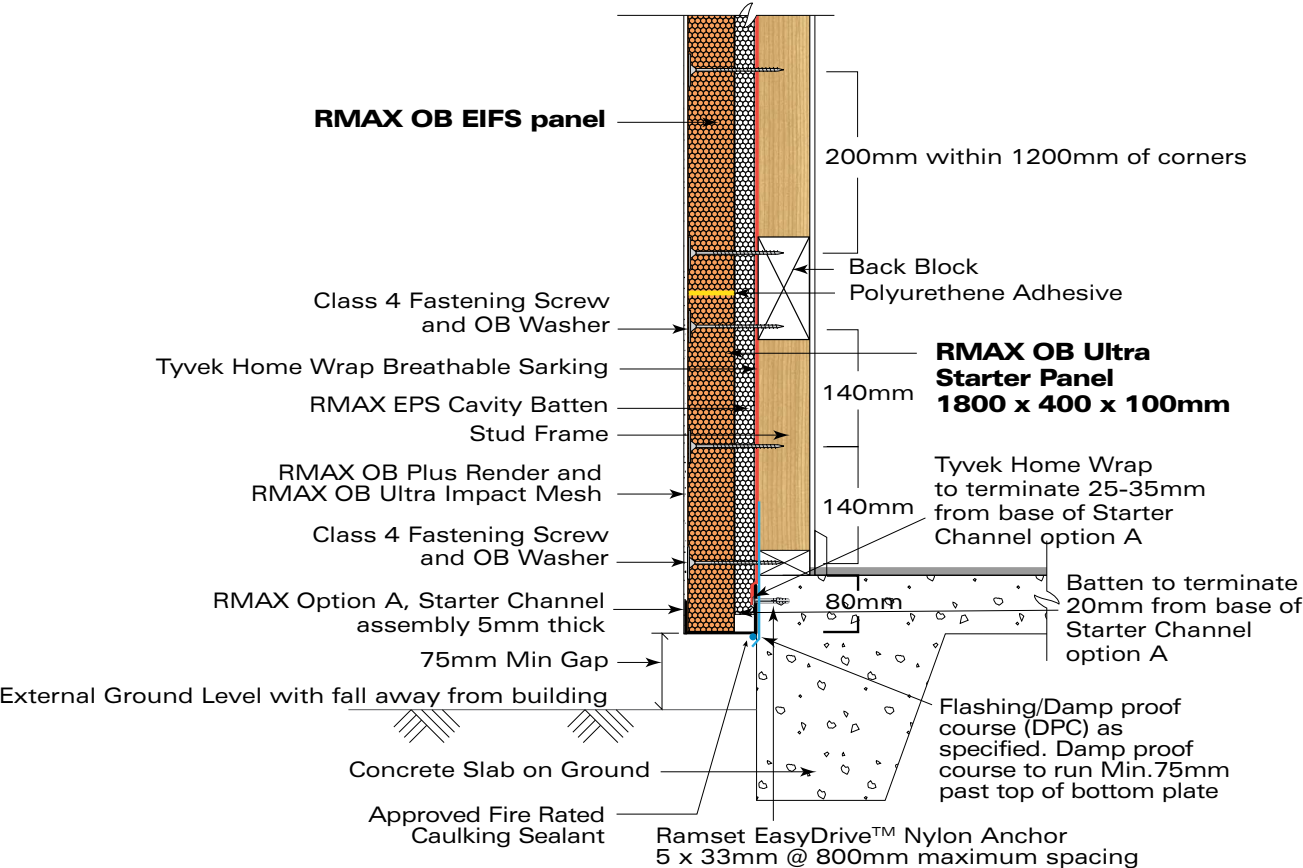 RMAX OB EIFS panel
200mm within 1200mm of corners
Back Block
Polyurethene Adhesive
Class 4 Fastening Screw
and OB Washer
RMAX OB Ultra
Starter Panel
1800 x 400 x 100mm
Tyvek Home Wrap Breathable Sarking
140mm
RMAX EPS Cavity Batten
Stud Frame
RMAX OB Plus Render and
RMAX OB Ultra Impact Mesh
Tyvek Home Wrap
to terminate 25-35mm
from base of Starter
Channel option A
140mm
Class 4 Fastening Screw
and OB Washer
RMAX Option A, Starter Channel
assembly 5mm thick
80mm
Batten to terminate
20mm from base of
Starter Channel
option A
75mm Min Gap
External Ground Level with fall away from building
Flashing/Damp proof
course (DPC) as
specified. Damp proof
course to run Min.75mm
past top of bottom plate
Concrete Slab on Ground
Approved Fire Rated
Caulking Sealant
Ramset EasyDrive™ Nylon Anchor
5 x 33mm @ 800mm maximum spacing